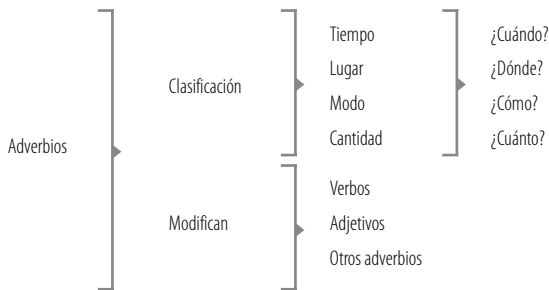 Adverbios
Clasificación
Tiempo
Lugar
Modo
Cantidad
¿Cuándo?
¿Dónde?
¿Cómo?
¿Cuánto?
Modifican
Verbos
Adjetivos
Otros adverbios